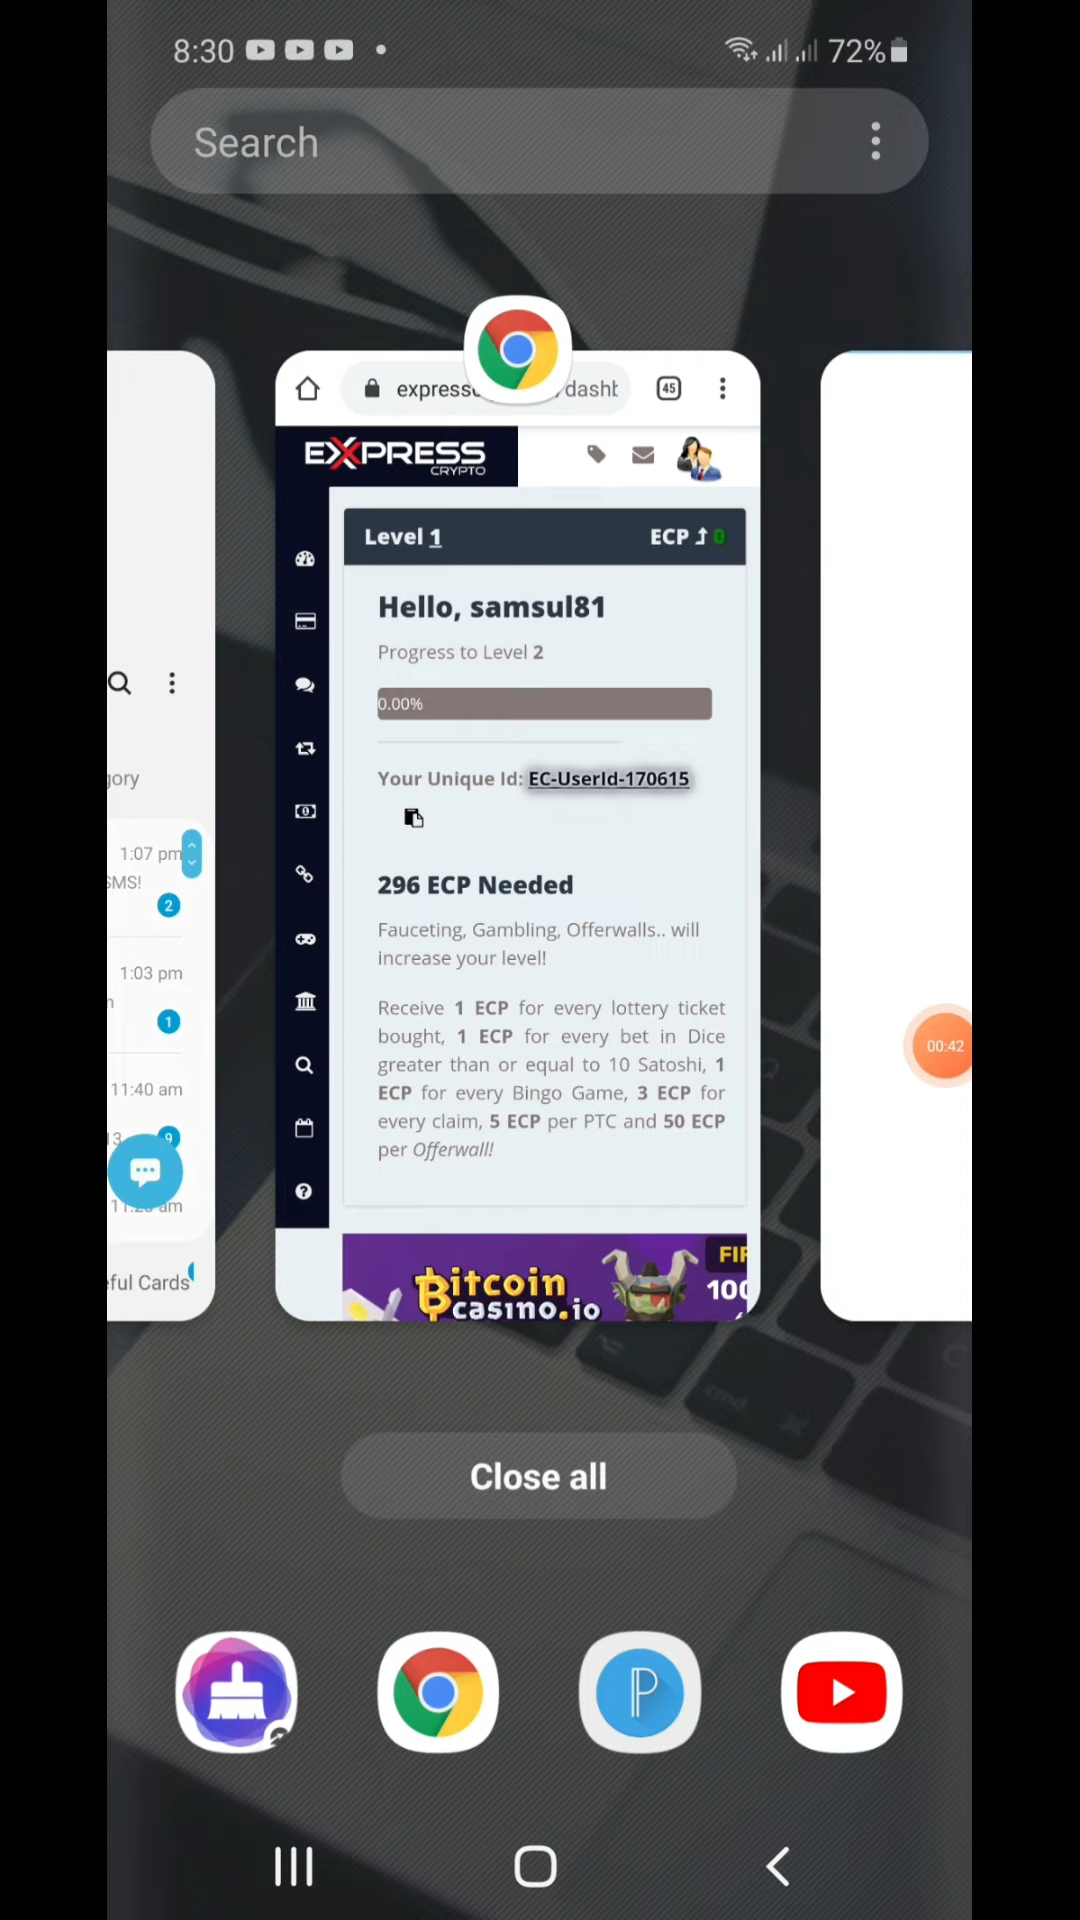 8:30
72%
Search
45
EXPRESS
CRYPTO
Level 1
ECP 0
Hello, samsul81
Progress to Level 2
0.00%
Your Unique Id: EC-UserId-170615
296 ECP Needed
Fauceting, Gambling, Offerwalls.. will
increase your level!
Receive 1 ECP for every lottery ticket
bought, 1 ECP for every bet in Dice
greater than or equal to 10 Satoshi, 1
ECP for every Bingo Game, 3 ECP for
every claim, 5 ECP per PTC and 50 ECP
per Offerwall!
Bitcoin
casino.io
1:07 pm
SMS!
2
1:03 pm
1
11:40 am
9
am
Cards
00:42
Close all